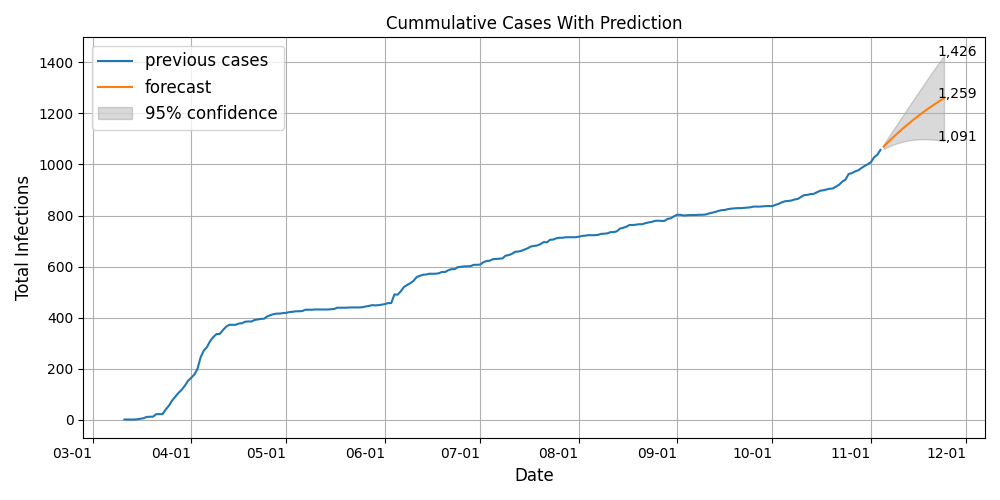 Cummulative Cases With Prediction
previous cases
forecast
95% confidence
1,426
1,259
1,091
1400
1200
1000
800
600
400
200
0
Total Infections
03-01 04-01 05-01 06-01 07-01 08-01 09-01 10-01 11-01 12-01
Date